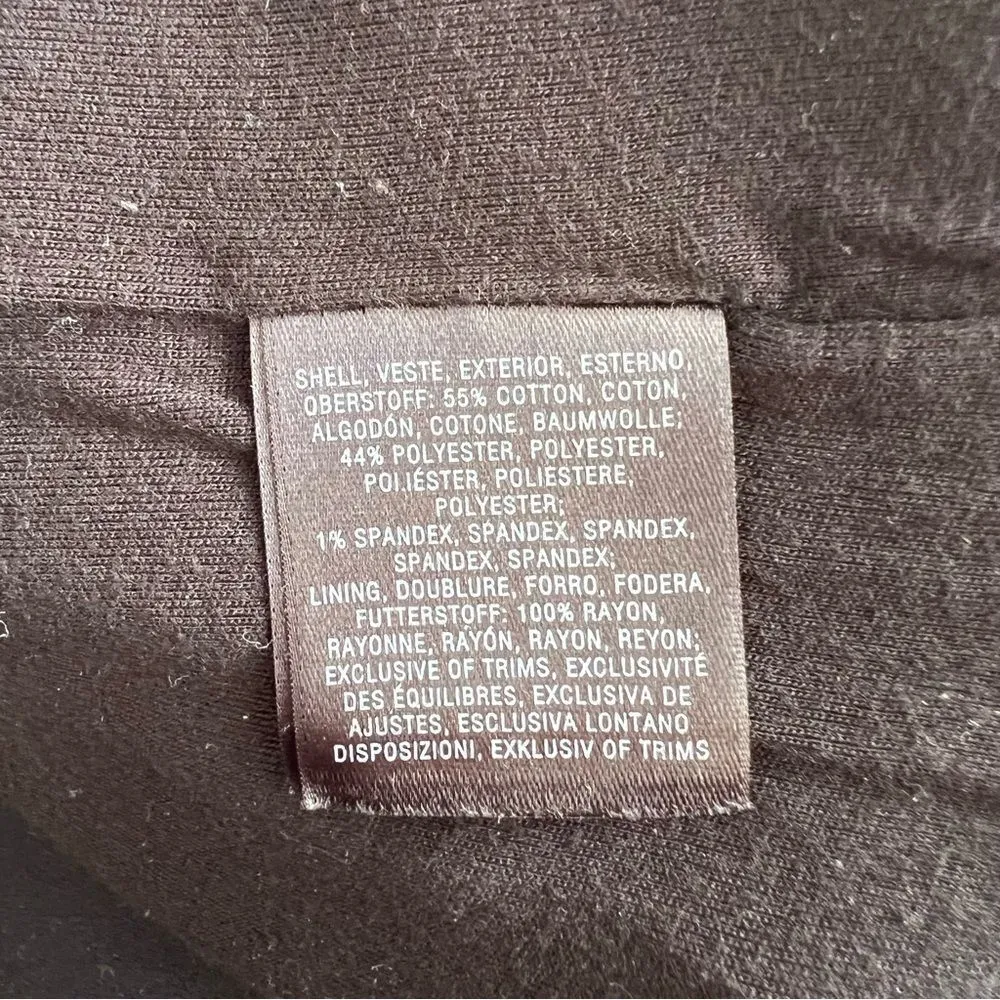 SHELL, VESTE, EXTERIOR, ESTERNO,
OBERSTOFF: 55% COTTON, COTON,
ALGODÓN, COTONE, BAUMWOLLE;
44% POLYESTER, POLYESTER,
POLIÉSTER, POLIESTERE,
POLYESTER;
1% SPANDEX, SPANDEX, SPANDEX,
SPANDEX, SPANDEX;
LINING, DOUBLURE, FORRO, FODERA,
FUTTERSTOFF: 100% RAYON,
RAYONNE, RAYÓN, RAYON, REYON;
EXCLUSIVE OF TRIMS, EXCLUSIVITÉ
DES ÉQUILIBRES, EXCLUSIVA DE
AJUSTES, ESCLUSIVA LONTANO
DISPOSIZIONI, EXKLUSIV OF TRIMS